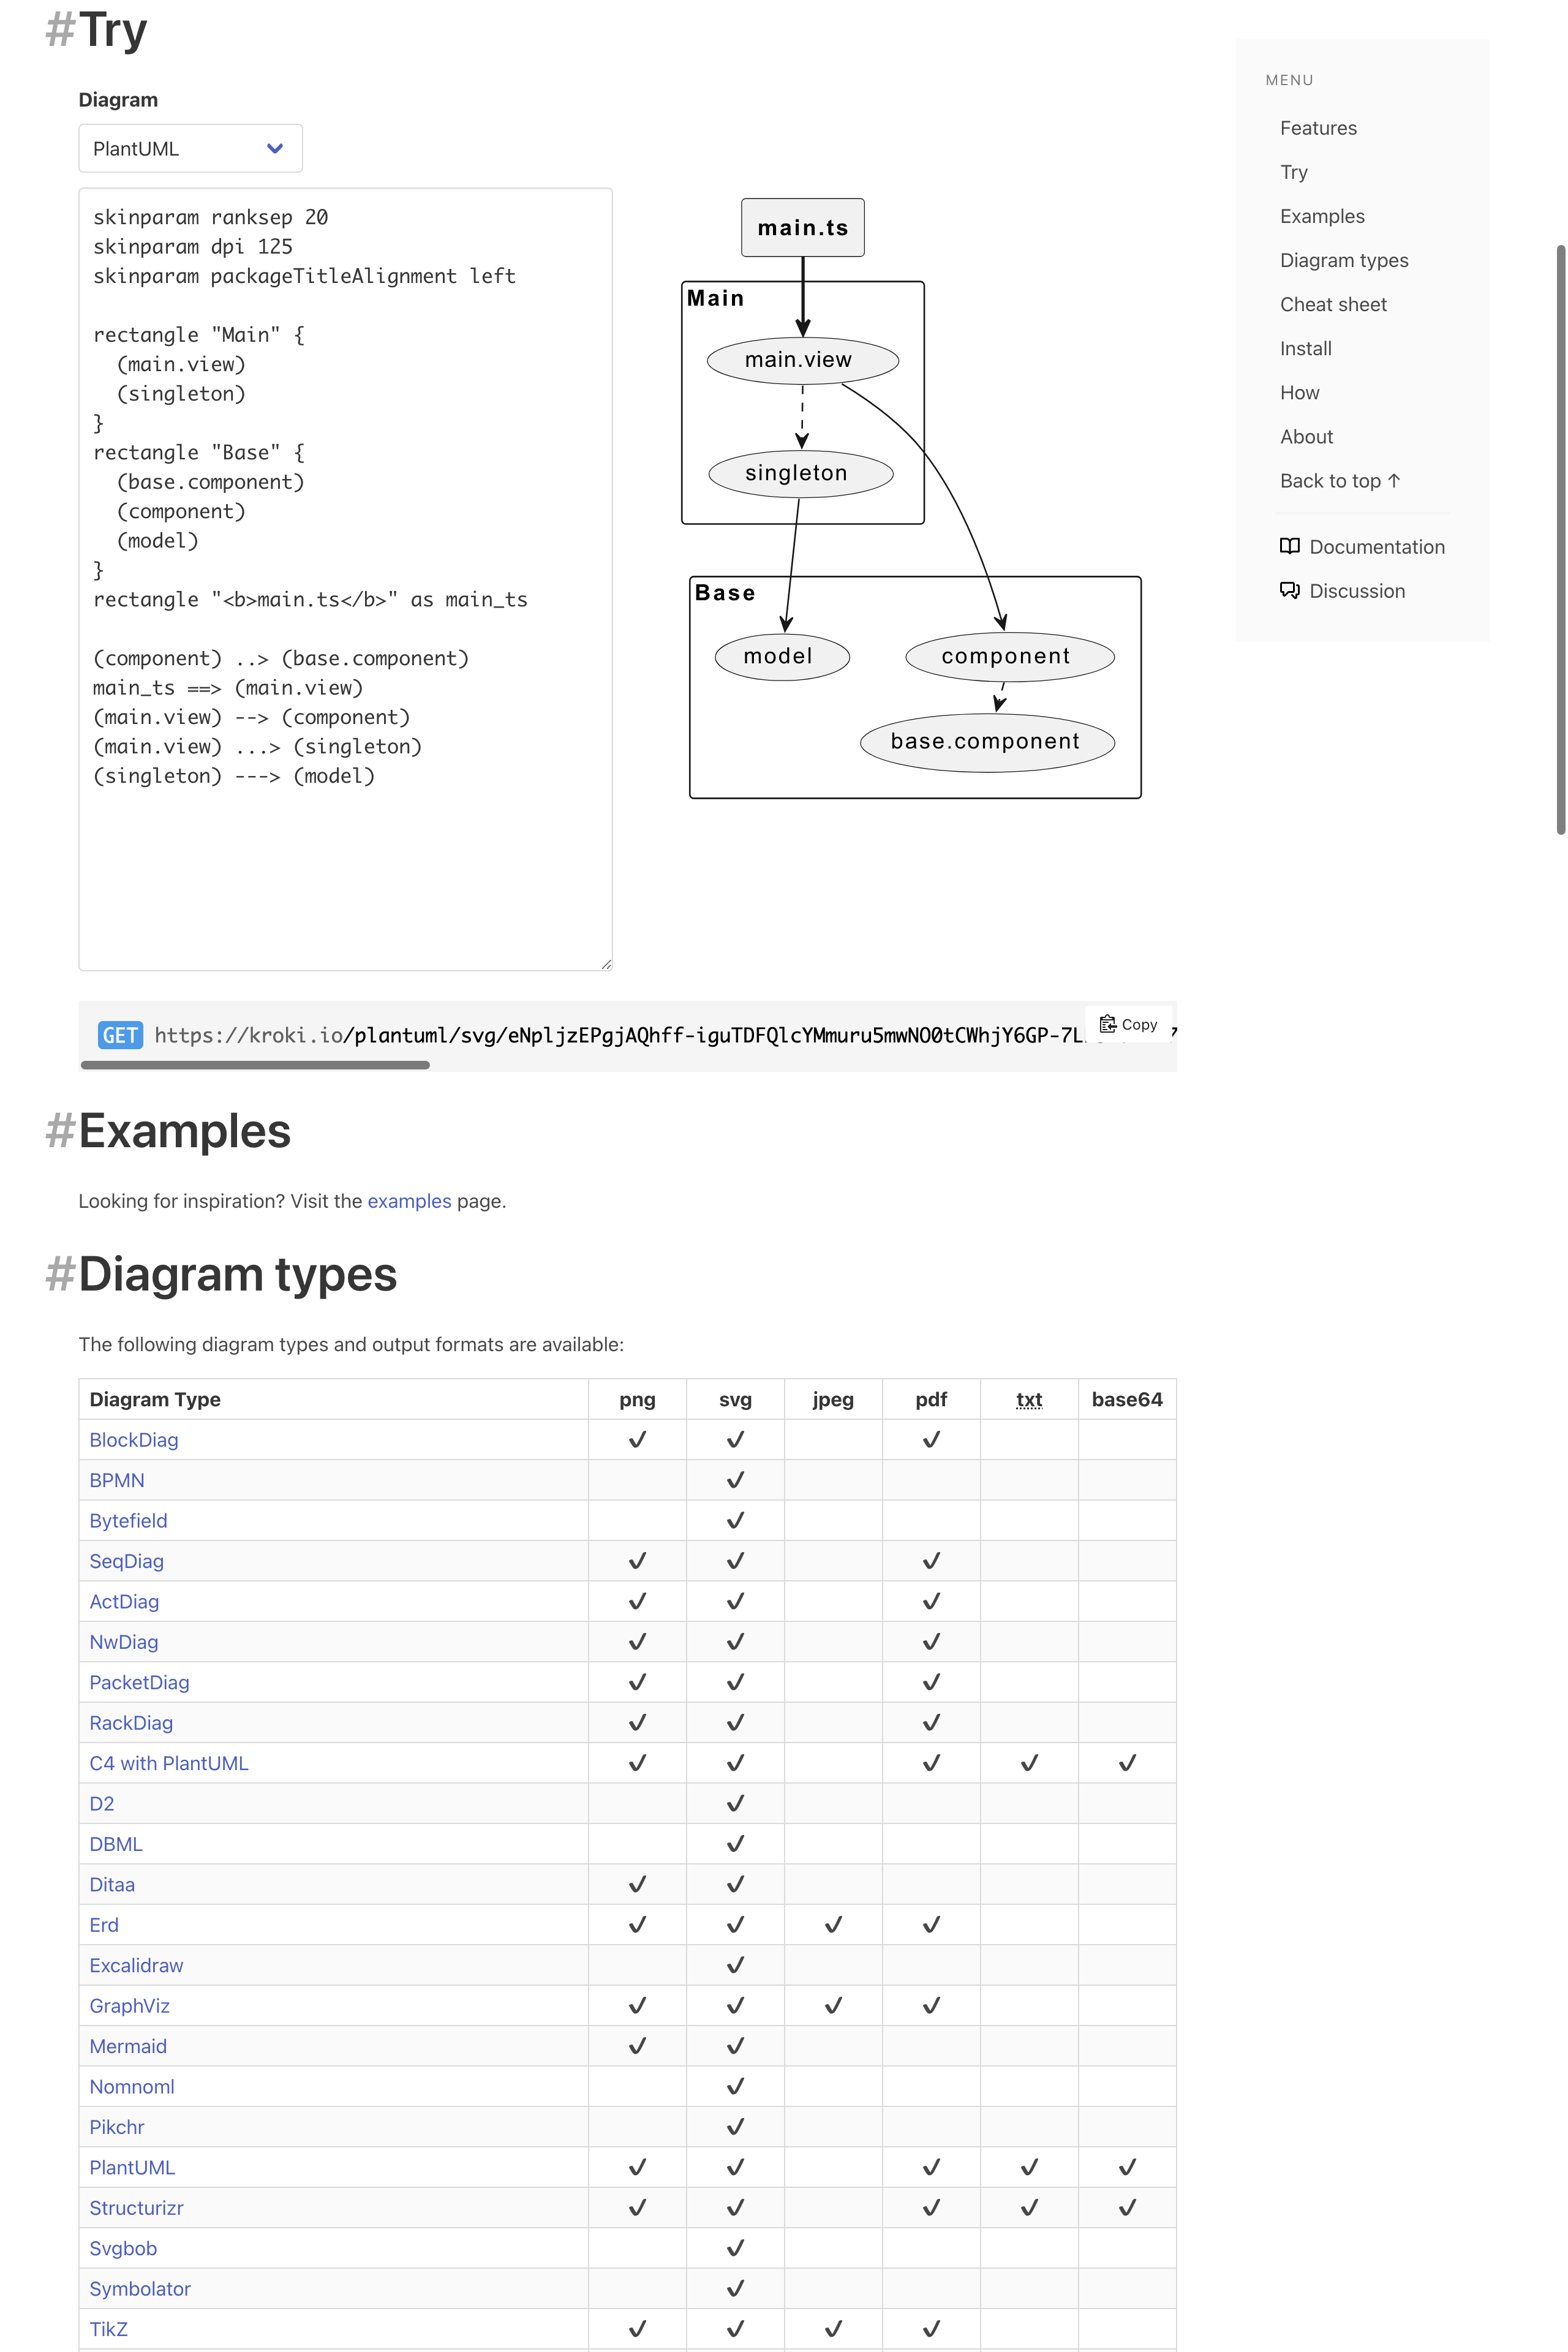 #Try
Diagram
PlantUML
skinparam ranksep 20
skinparam dpi 125
skinparam packageTitleAlignment left
rectangle "Main" {
  (main.view)
  (singleton)
}
rectangle "Base" {
  (base.component)
  (component)
  (model)
}
rectangle "<b>main.ts</b>" as main_ts
(component) ..> (base.component)
main_ts ==> (main.view)
(main.view) --> (component)
(main.view) ...> (singleton)
(singleton) ---> (model)
main.ts
Main
main.view
singleton
Base
model
component
base.component
GET https://kroki.io/plantuml/svg/eNpljzEPgjAQhff-iguTDFQlcYMmuru5mwNO0tCWhjY6GP-7L
Copy
#Examples
Looking for inspiration? Visit the examples page.
#Diagram types
The following diagram types and output formats are available:
Diagram Type png svg jpeg pdf txt base64
BlockDiag ✔ ✔ ✔
BPMN ✔
Bytefield ✔
SeqDiag ✔ ✔ ✔
ActDiag ✔ ✔ ✔
NwDiag ✔ ✔ ✔
PacketDiag ✔ ✔ ✔
RackDiag ✔ ✔ ✔
C4 with PlantUML ✔ ✔ ✔ ✔ ✔
D2 ✔
DBML ✔
Ditaa ✔ ✔
Erd ✔ ✔ ✔ ✔
Excalidraw ✔
GraphViz ✔ ✔ ✔ ✔
Mermaid ✔ ✔
Nomnoml ✔
Pikchr ✔
PlantUML ✔ ✔ ✔ ✔ ✔
Structurizr ✔ ✔ ✔ ✔ ✔
Svgbob ✔
Symbolator ✔
TikZ ✔ ✔ ✔ ✔
MENU
Features
Try
Examples
Diagram types
Cheat sheet
Install
How
About
Back to top ↑
Documentation
Discussion